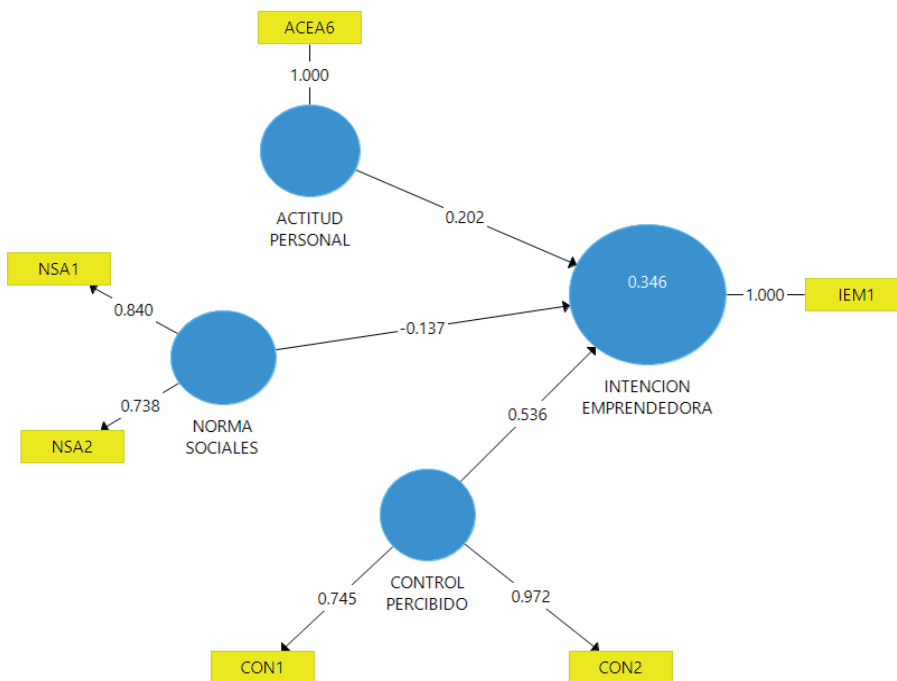 ACEA6
1.000
ACTITUD
PERSONAL
0.202
NSA1
0.840
0.346
1.000
IEM1
-0.137
NORMA
SOCIALES
0.738
NSA2
INTENCION
EMPRENDEDORA
0.536
CONTROL
PERCIBIDO
0.745
0.972
CON1
CON2